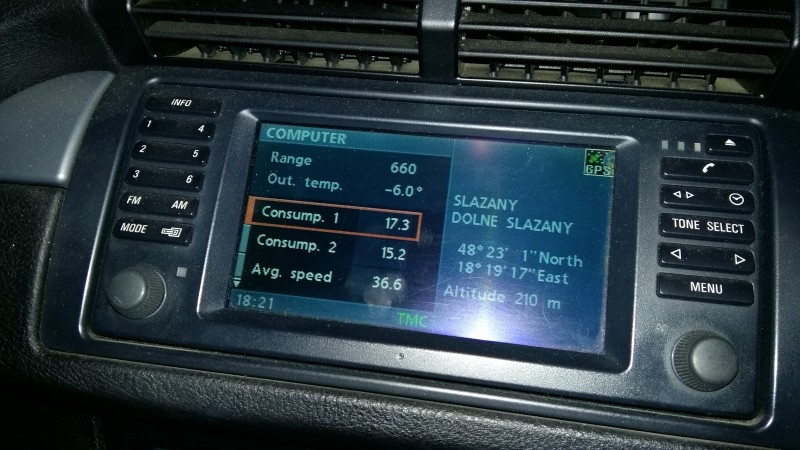 INFO
1 4
2 5
3 6
FM AM
MODE
COMPUTER
Range 660
Out. temp. -6.0°
Consump. 1 17.3
Consump. 2 15.2
Avg. speed 36.6
18:21
TMC
GPS
SLAZANY
DOLNE SLAZANY
48° 23' 1"North
18° 19' 17"East
Altitude 210 m
TONE SELECT
MENU